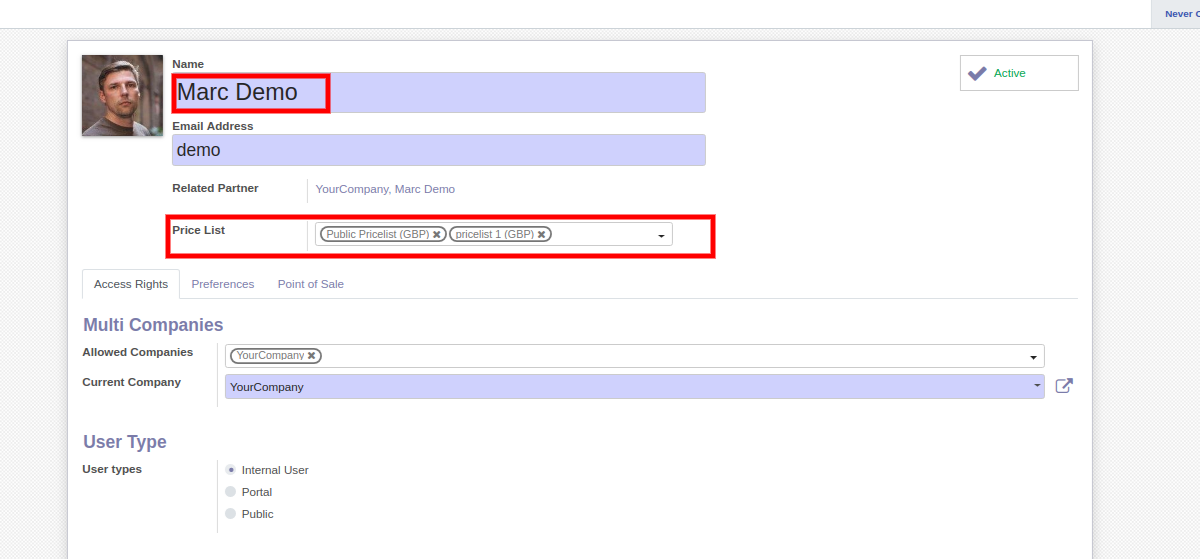 Never
Name
Marc Demo
Active
Email Address
demo
Related Partner YourCompany, Marc Demo
Price List Public Pricelist (GBP) pricelist 1 (GBP)
Access Rights Preferences Point of Sale
Multi Companies
Allowed Companies YourCompany
Current Company YourCompany
User Type
User types Internal User
Portal
Public